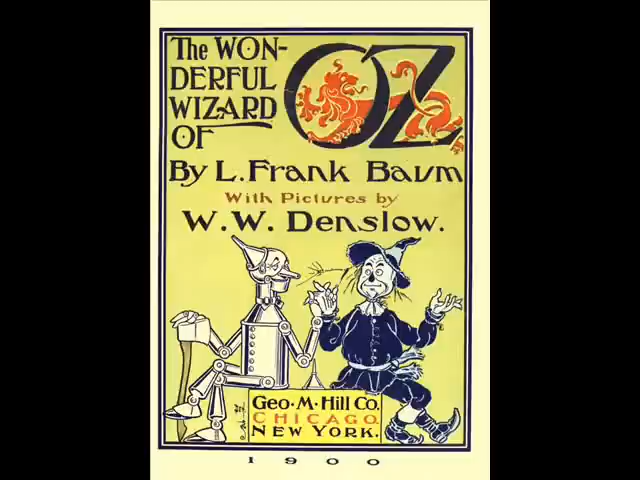 The WON-
DERFUL
WIZARD
OF OZ
By L. Frank Baum
With Pictures by
W. W. Denslow.
Geo. M. Hill Co.
CHICAGO.
NEW YORK.
1900